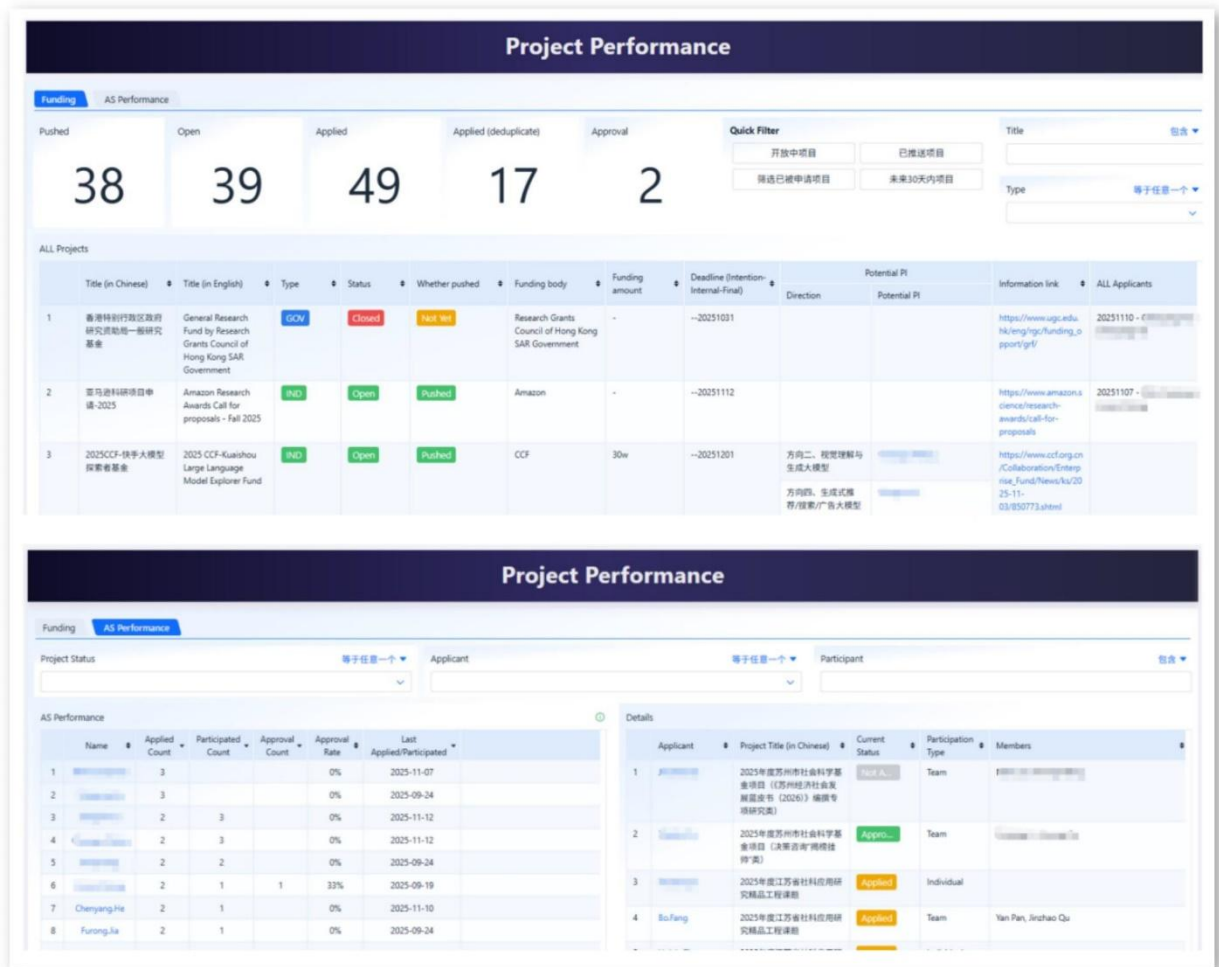 Project Performance
Funding AS Performance
Pushed Open Applied Applied (deduplicate) Approval
38 39 49 17 2
Quick Filter
开放中项目 已推送项目
筛选已被申请项目 未来30天内项目
Title 包含
Type 等于任意一个
ALL Projects
Title (in Chinese) Title (in English) Type Status Whether pushed Funding body Funding amount Deadline (Intention-Internal-Final) Potential PI Information link ALL Applicants
Direction Potential PI
1 香港特别行政区政府 General Research GOV Closed Not Yet Research Grants - --20251031 https://www.ugc.edu. 20251110 -
研究资助局一般研究 Fund by Research Council of Hong Kong hk/eng/rgc/funding_o
基金 Grants Council of SAR Government pport/grf/
Hong Kong SAR
Government
2 亚马逊科研项目申 Amazon Research IND Open Pushed Amazon - --20251112 https://www.amazon.s 20251107 -
请-2025 Awards Call for cience/research-
proposals - Fall 2025 awards/call-for-
proposals
3 2025CCF-快手大模型 2025 CCF-Kuaishou IND Open Pushed CCF 30w --20251201 方向二、视觉理解与 https://www.ccf.org.cn
探索者基金 Large Language 生成大模型 /Collaboration/Enterp
Model Explorer Fund rise_Fund/News/ks/20
方向四、生成式推 25-11-
荐/搜索/广告大模型 03/850773.shtml
Project Performance
Funding AS Performance
Project Status 等于任意一个 Applicant 等于任意一个 Participant 包含
AS Performance
Name Applied Count Participated Count Approval Count Approval Rate Last Applied/Participated
1 3 0% 2025-11-07
2 3 0% 2025-09-24
3 2 3 0% 2025-11-12
4 2 3 0% 2025-11-12
5 2 2 0% 2025-09-24
6 2 1 1 33% 2025-09-19
7 Chenyang.He 2 1 0% 2025-11-10
8 Furong.Jia 2 1 0% 2025-09-24
Details
Applicant Project Title (in Chinese) Current Status Participation Type Members
1 2025年度苏州市社会科学基 Not A... Team
金项目（《苏州经济社会发
展蓝皮书（2026）》编撰专
项研究类）
2 2025年度苏州市社会科学基 Appro... Team
金项目（决策咨询"揭榜挂
帅"类）
3 2025年度江苏省社科应用研 Applied Individual
究精品工程课题
4 Bo.Fang 2025年度江苏省社科应用研 Applied Team Yan Pan, Jinzhao Qu
究精品工程课题